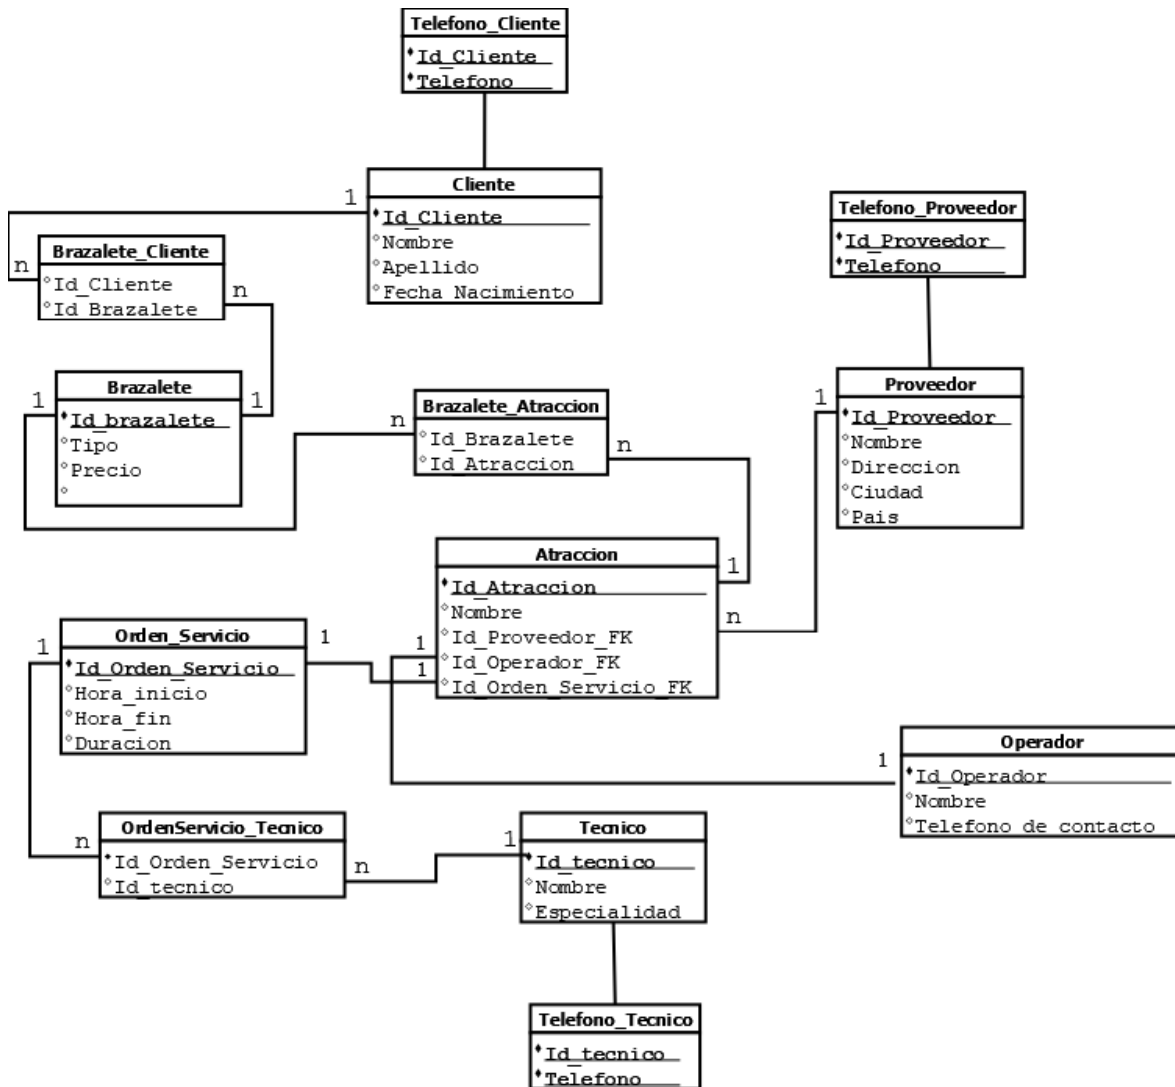 Telefono_Cliente
Id_Cliente
Telefono
Cliente
1
Id_Cliente
Nombre
Apellido
Fecha Nacimiento
Telefono_Proveedor
Id_Proveedor
Telefono
Brazalete_Cliente
n
Id_Cliente
n
Id_Brazalete
Brazalete
1
1
Id_brazalete
Tipo
Precio
Brazalete_Atraccion
n
Id_Brazalete
n
Id_Atraccion
Proveedor
1
Id_Proveedor
Nombre
Direccion
Ciudad
Pais
Atraccion
Id_Atraccion
1
Nombre
Id_Proveedor_FK
n
1
Id_Operador_FK
1
Id_Orden_Servicio_FK
Orden_Servicio
1
1
Id_Orden_Servicio
Hora_inicio
Hora_fin
Duracion
Operador
1
Id_Operador
Nombre
Telefono de contacto
OrdenServicio_Tecnico
n
Id_Orden_Servicio
n
Id_tecnico
Tecnico
1
Id_tecnico
Nombre
Especialidad
Telefono_Tecnico
Id_tecnico
Telefono